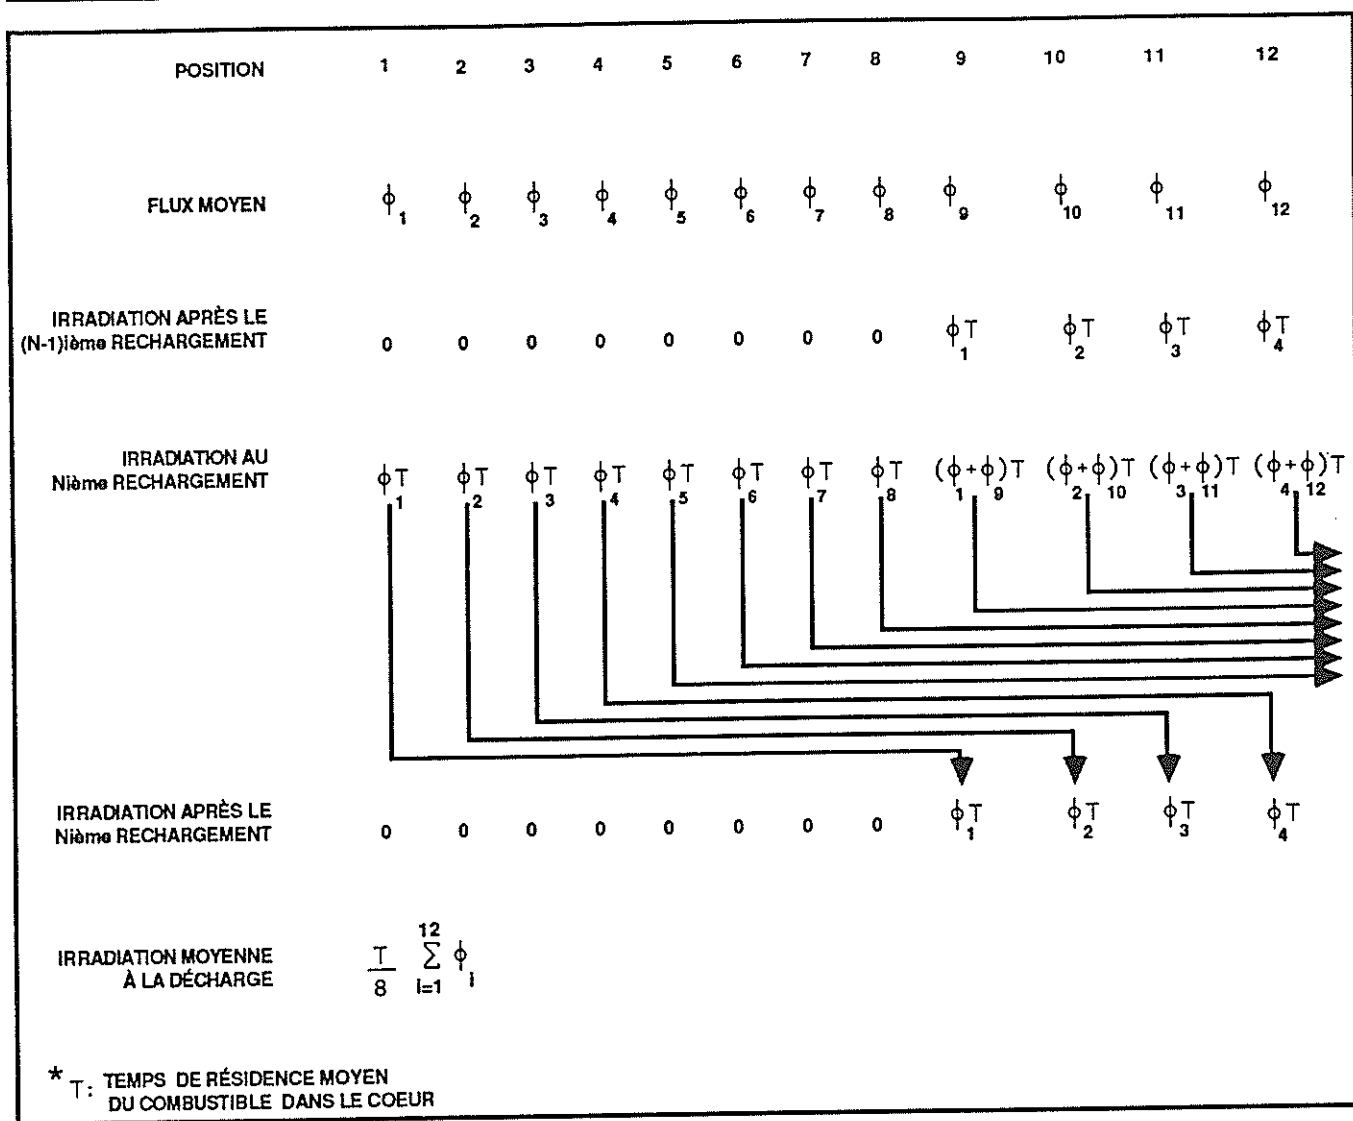 POSITION 1 2 3 4 5 6 7 8 9 10 11 12
FLUX MOYEN ϕ1 ϕ2 ϕ3 ϕ4 ϕ5 ϕ6 ϕ7 ϕ8 ϕ9 ϕ10 ϕ11 ϕ12
IRRADIATION APRÈS LE
(N-1)ième RECHARGEMENT 0 0 0 0 0 0 0 0 ϕ1T ϕ2T ϕ3T ϕ4T
IRRADIATION AU
Nième RECHARGEMENT ϕ1T ϕ2T ϕ3T ϕ4T ϕ5T ϕ6T ϕ7T ϕ8T (ϕ1+ϕ9)T (ϕ2+ϕ10)T (ϕ3+ϕ11)T (ϕ4+ϕ12)T
IRRADIATION APRÈS LE
Nième RECHARGEMENT 0 0 0 0 0 0 0 0 ϕ1T ϕ2T ϕ3T ϕ4T
IRRADIATION MOYENNE
À LA DÉCHARGE T/8 12 Σ i=1 ϕi
* T: TEMPS DE RÉSIDENCE MOYEN
DU COMBUSTIBLE DANS LE COEUR